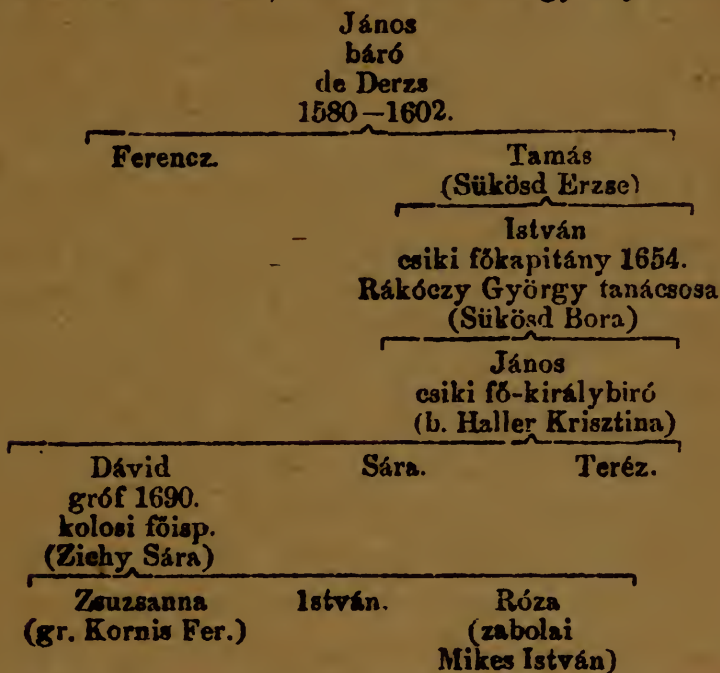 János
báró
de Derzs
1580–1602.
Ferencz. Tamás
(Sükösd Erzse)
István
csiki főkapitány 1654.
Rákóczy György tanácsosa
(Sükösd Bora)
János
csiki fő-királybiró
(b. Haller Krisztina)
Dávid Sára. Teréz.
gróf 1690.
kolosi főisp.
(Zichy Sára)
Zsuzsanna István. Róza
(gr. Kornis Fer.) (zabolai
Mikes István)